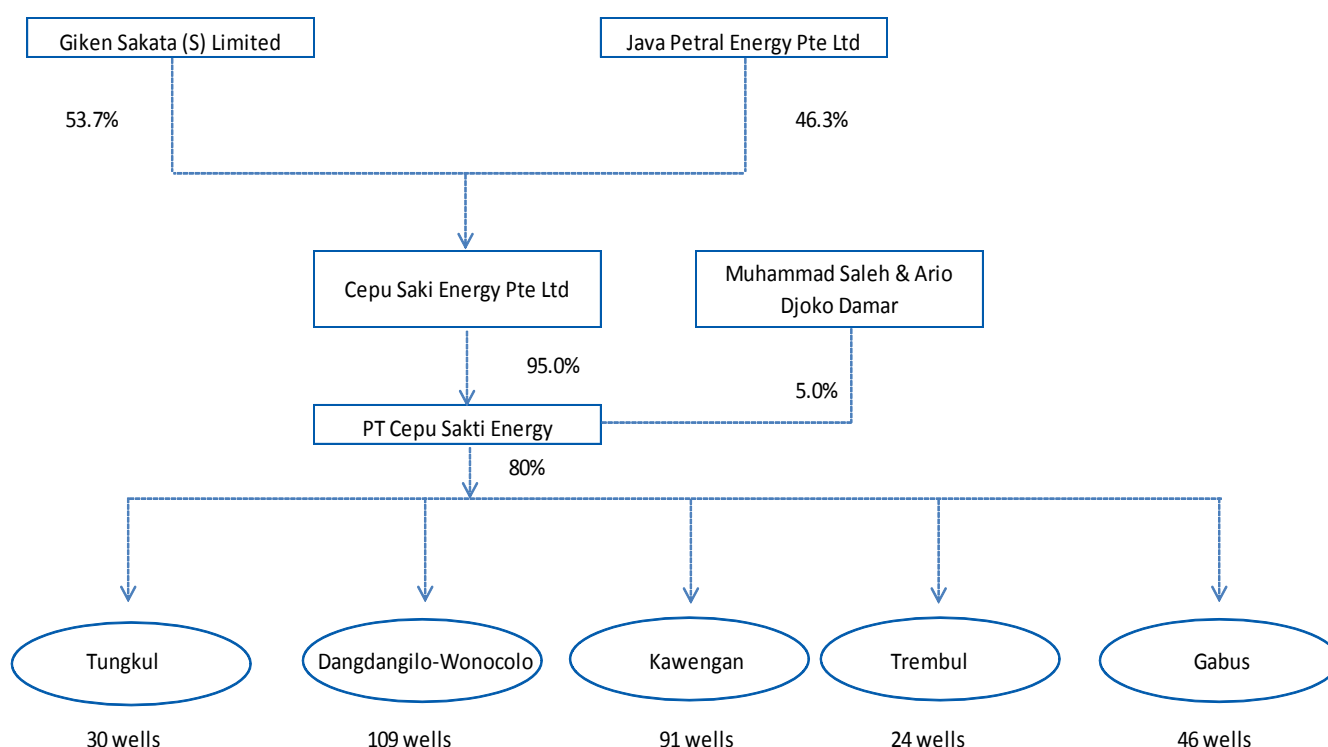 Giken Sakata (S) Limited
Java Petral Energy Pte Ltd
53.7%
46.3%
Cepu Saki Energy Pte Ltd
Muhammad Saleh & Ario
Djoko Damar
95.0%
5.0%
PT Cepu Sakti Energy
80%
Tungkul
Dangdangilo-Wonocolo
Kawengan
Trembul
Gabus
30 wells
109 wells
91 wells
24 wells
46 wells